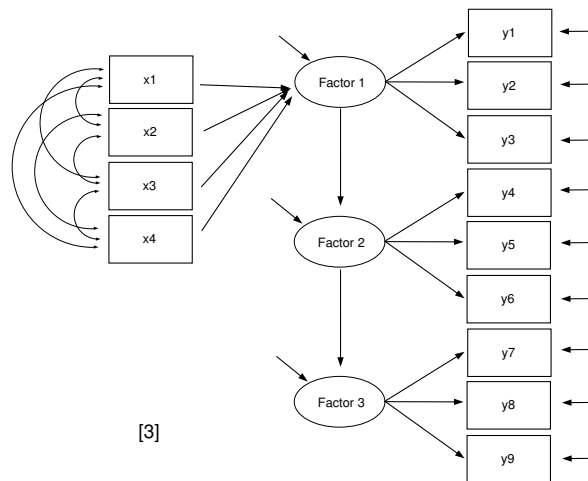 x1
x2
x3
x4
Factor 1
Factor 2
Factor 3
y1
y2
y3
y4
y5
y6
y7
y8
y9
[3]